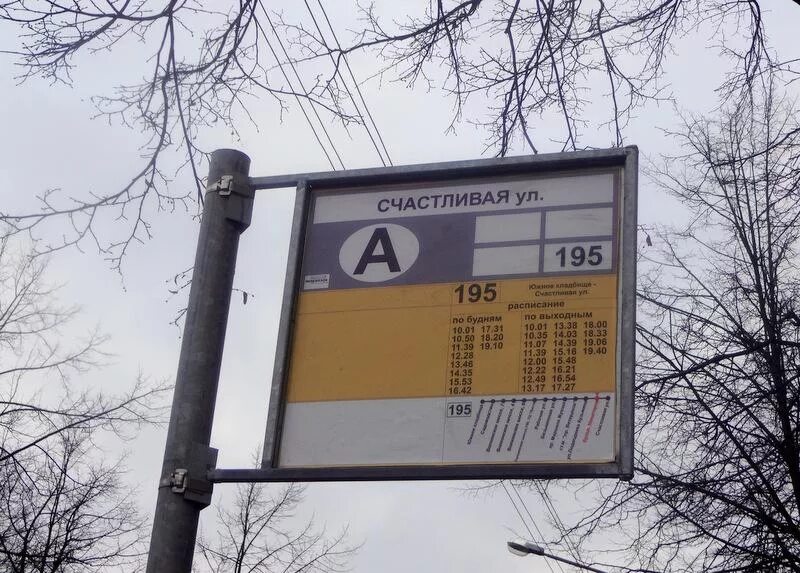 СЧАСТЛИВАЯ ул.
А
195
195
Южное кладбище -
Счастливая ул.
расписание
по будням
10.01 17.31
10.50 18.20
11.39 19.10
12.28
13.46
14.35
15.53
16.42
по выходным
10.01 13.38 18.00
10.35 14.03 18.33
11.07 14.39 19.06
11.39 15.16 19.40
12.00 15.48
12.22 16.21
12.49 16.54
13.17 17.27
195
Счастливая ул.